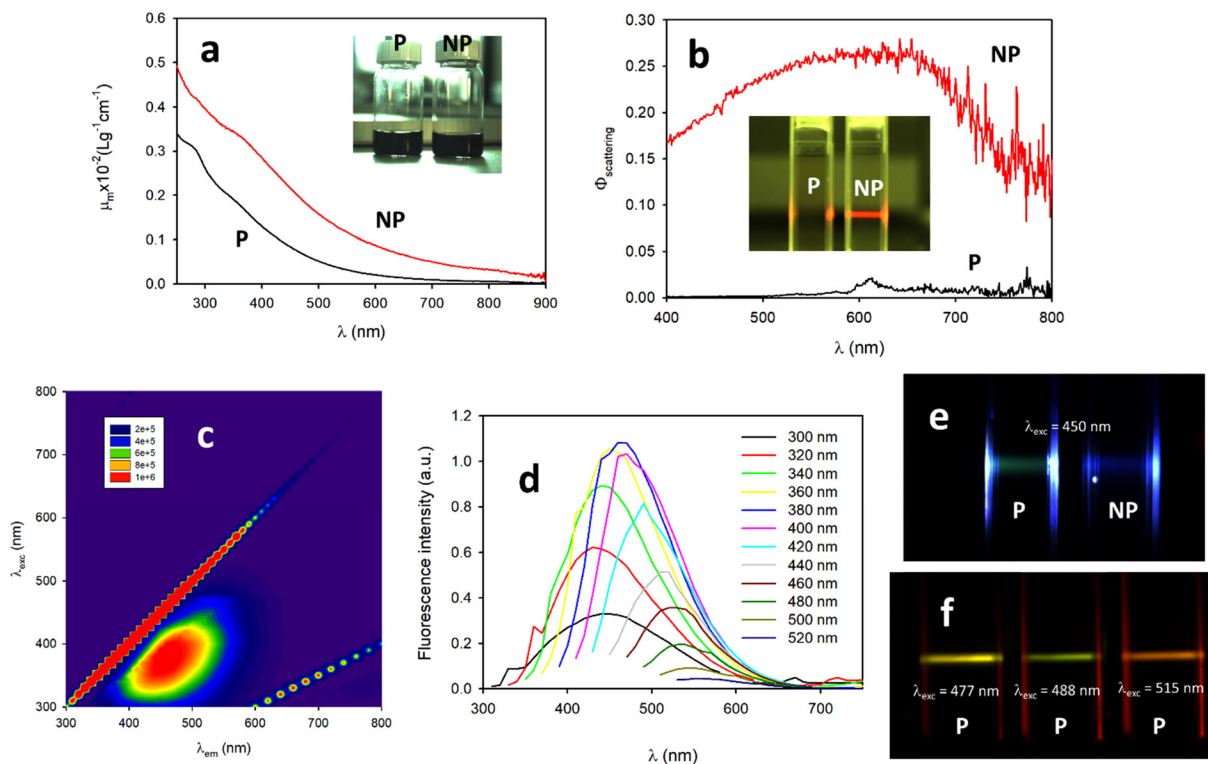 a
P NP
0.6
0.5
0.4
0.3
0.2
0.1
0.0
μm x10-2 (Lg-1cm-1)
NP
P
300 400 500 600 700 800 900
λ (nm)
b
NP
0.30
0.25
0.20
0.15
0.10
0.05
0.00
Φscattering
P NP
P
400 500 600 700 800
λ (nm)
c
800
700
600
500
400
300
λexc (nm)
2e+5
4e+5
6e+5
8e+5
1e+6
300 400 500 600 700 800
λem (nm)
d
1.2
1.0
0.8
0.6
0.4
0.2
0.0
Fluorescence intensity (a.u.)
300 nm
320 nm
340 nm
360 nm
380 nm
400 nm
420 nm
440 nm
460 nm
480 nm
500 nm
520 nm
300 400 500 600 700
λ (nm)
e
λexc = 450 nm
P NP
f
λexc = 477 nm λexc = 488 nm λexc = 515 nm
P P P